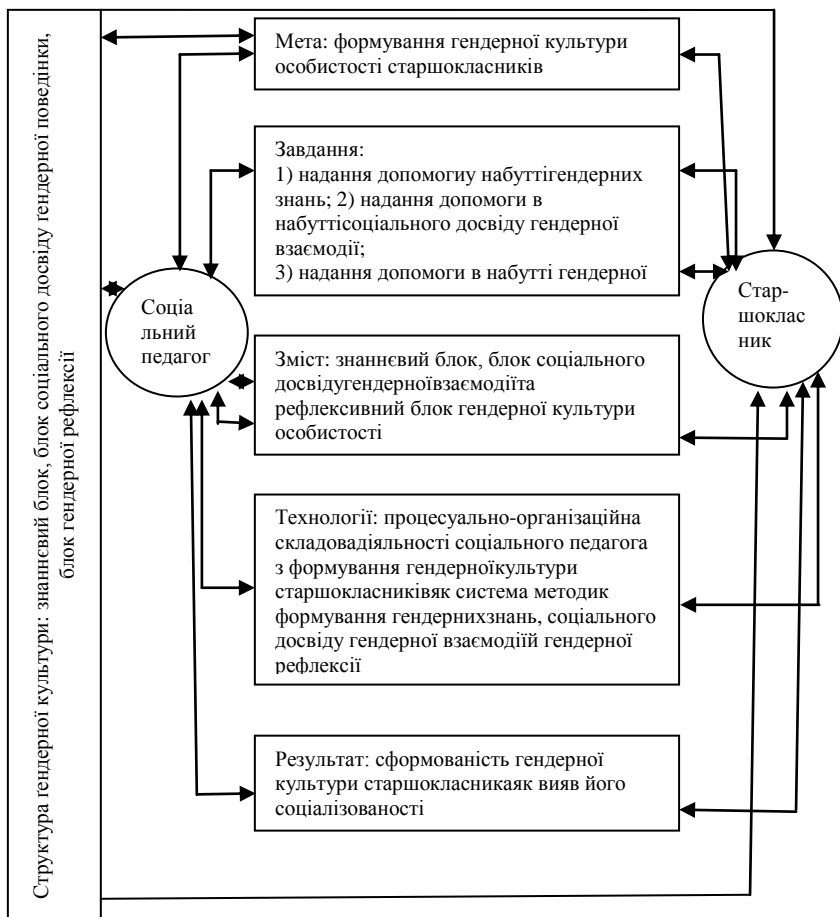 Структура гендерної культури: знаннєвий блок, блок соціального досвіду гендерної поведінки,
блок гендерної рефлексії
Мета: формування гендерної культури
особистості старшокласників
Завдання:
1) надання допомогиу набуттігендерних
знань; 2) надання допомоги в
набуттісоціального досвіду гендерної
взаємодії;
3) надання допомоги в набутті гендерної
Соціа
льний
педагог
Стар-
шоклас
ник
Зміст: знаннєвий блок, блок соціального
досвідугендерноївзаємодіїта
рефлексивний блок гендерної культури
особистості
Технології: процесуально-організаційна
складовадіяльності соціального педагога
з формування гендерноїкультури
старшокласниківяк система методик
формування гендернихзнань, соціального
досвіду гендерної взаємодіїй гендерної
рефлексії
Результат: сформованість гендерної
культури старшокласникаяк вияв його
соціалізованості